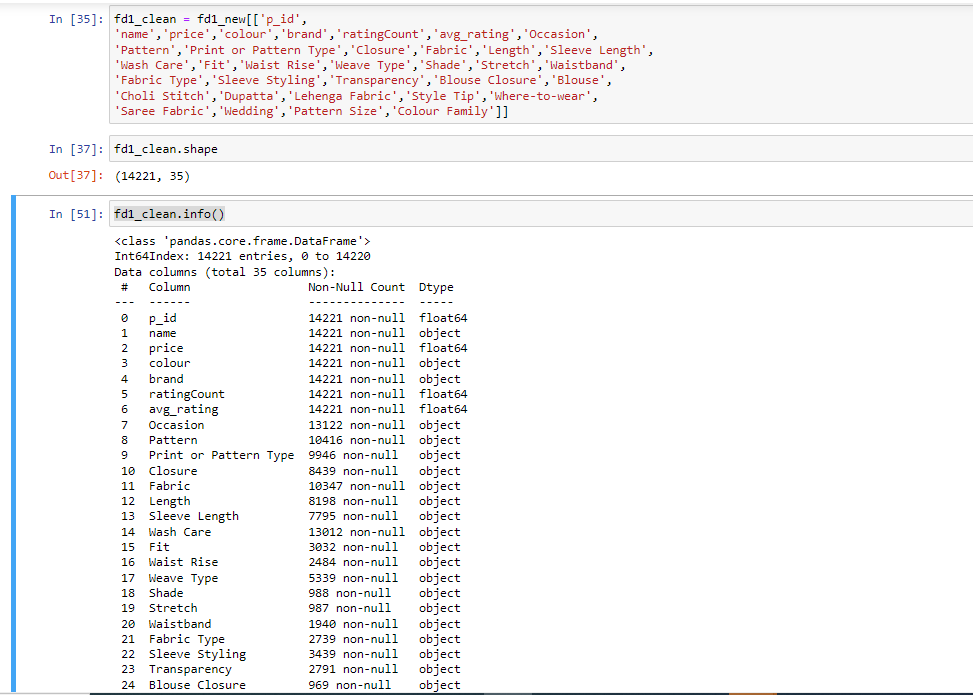 In [35]: fd1_clean = fd1_new[['p_id',
'name','price','colour','brand','ratingCount','avg_rating','Occasion',
'Pattern','Print or Pattern Type','Closure','Fabric','Length','Sleeve Length',
'Wash Care','Fit','Waist Rise','Weave Type','Shade','Stretch','Waistband',
'Fabric Type','Sleeve Styling','Transparency','Blouse Closure','Blouse',
'Choli Stitch','Dupatta','Lehenga Fabric','Style Tip','Where-to-wear',
'Saree Fabric','Wedding','Pattern Size','Colour Family']]
In [37]: fd1_clean.shape
Out[37]: (14221, 35)
In [51]: fd1_clean.info()
<class 'pandas.core.frame.DataFrame'>
Int64Index: 14221 entries, 0 to 14220
Data columns (total 35 columns):
# Column Non-Null Count Dtype
--- ------ -------------- -----
0 p_id 14221 non-null float64
1 name 14221 non-null object
2 price 14221 non-null float64
3 colour 14221 non-null object
4 brand 14221 non-null object
5 ratingCount 14221 non-null float64
6 avg_rating 14221 non-null float64
7 Occasion 13122 non-null object
8 Pattern 10416 non-null object
9 Print or Pattern Type 9946 non-null object
10 Closure 8439 non-null object
11 Fabric 10347 non-null object
12 Length 8198 non-null object
13 Sleeve Length 7795 non-null object
14 Wash Care 13012 non-null object
15 Fit 3032 non-null object
16 Waist Rise 2484 non-null object
17 Weave Type 5339 non-null object
18 Shade 988 non-null object
19 Stretch 987 non-null object
20 Waistband 1940 non-null object
21 Fabric Type 2739 non-null object
22 Sleeve Styling 3439 non-null object
23 Transparency 2791 non-null object
24 Blouse Closure 969 non-null object